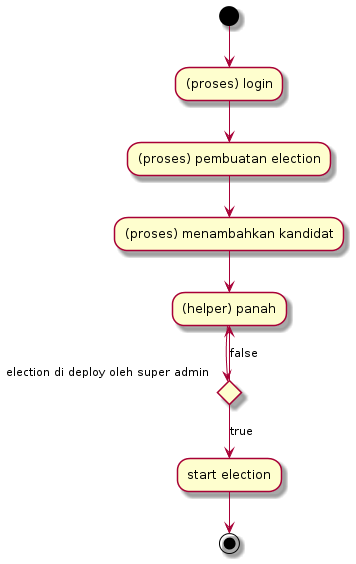 (proses) login
(proses) pembuatan election
(proses) menambahkan kandidat
(helper) panah
false
election di deploy oleh super admin
true
start election